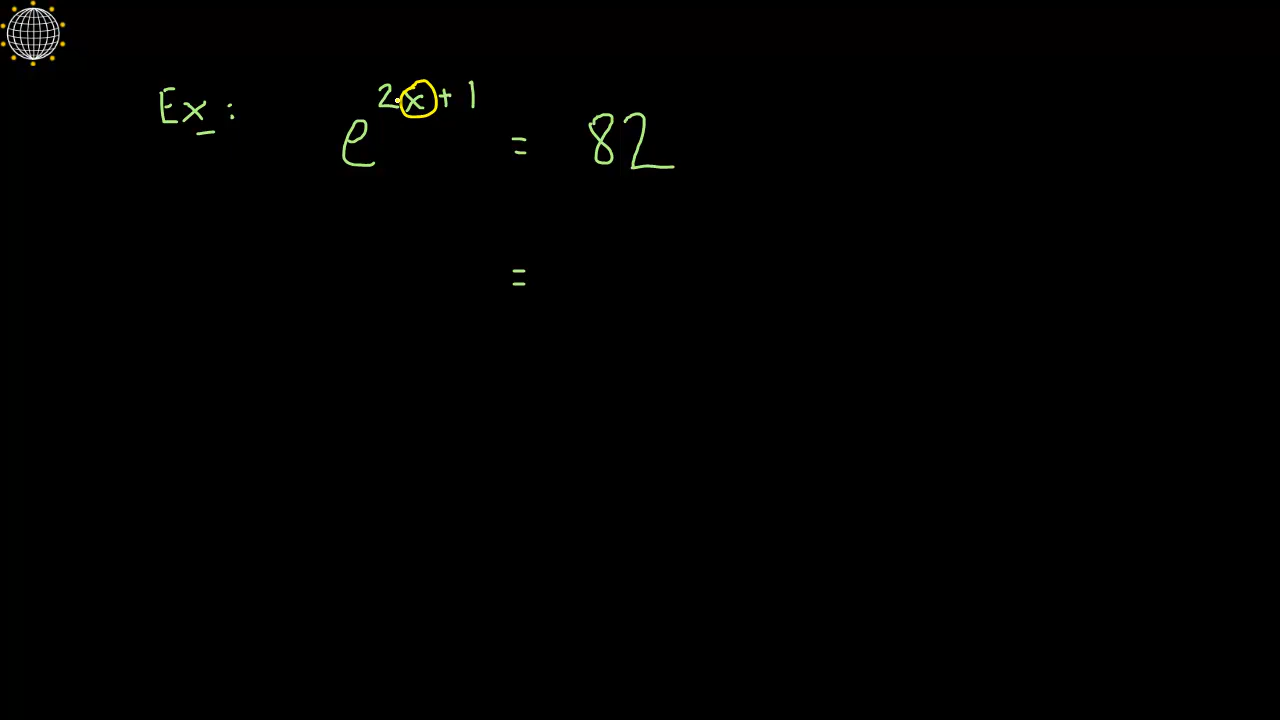 Ex: e^{2x+1} = 82
=